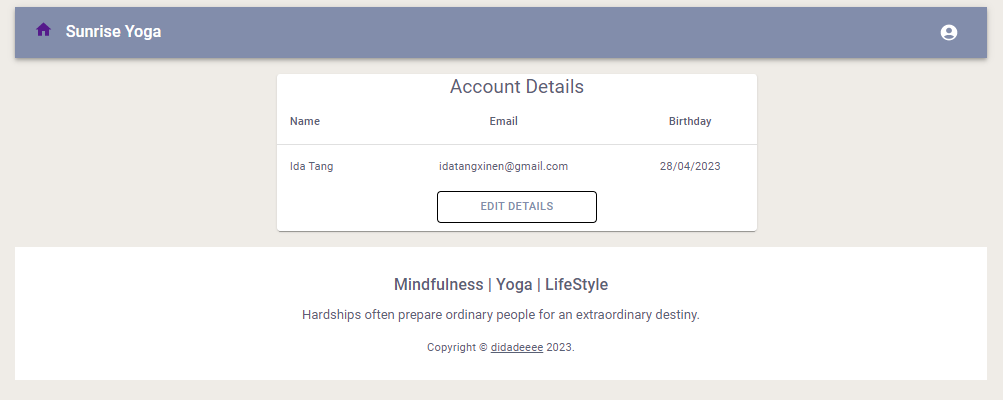 Sunrise Yoga
Account Details
Name Email Birthday
Ida Tang idatangxinen@gmail.com 28/04/2023
EDIT DETAILS
Mindfulness | Yoga | LifeStyle
Hardships often prepare ordinary people for an extraordinary destiny.
Copyright © didadeeee 2023.